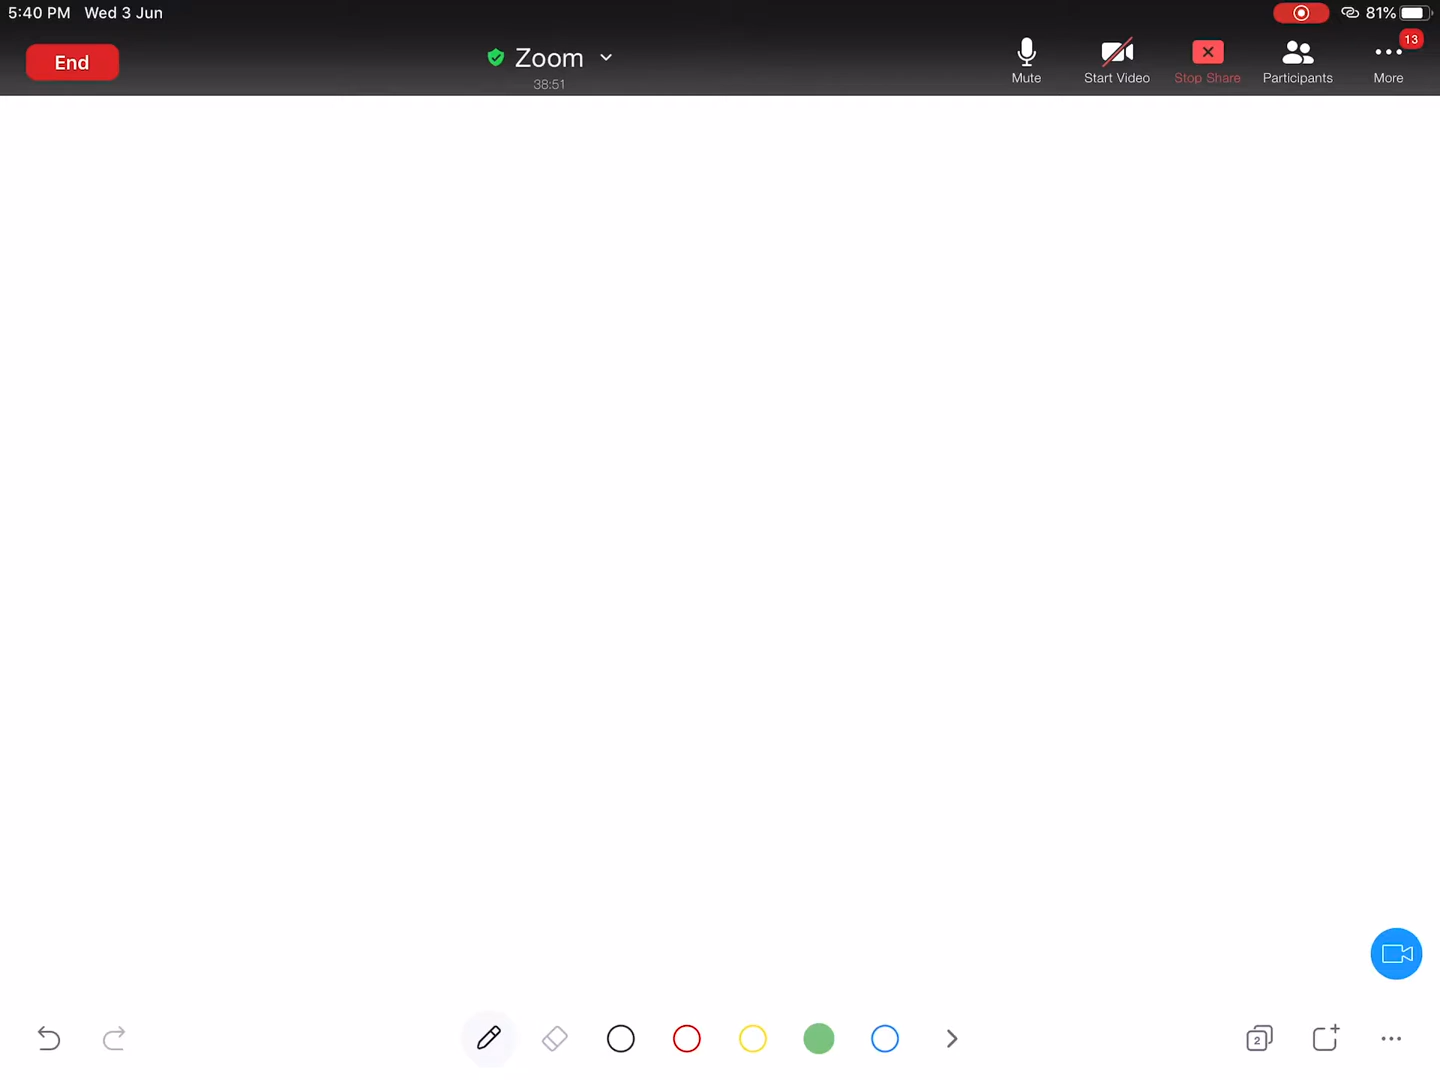 5:40 PM Wed 3 Jun 81%
End
Zoom
38:51
Mute
Start Video
Stop Share
Participants
13
More
2